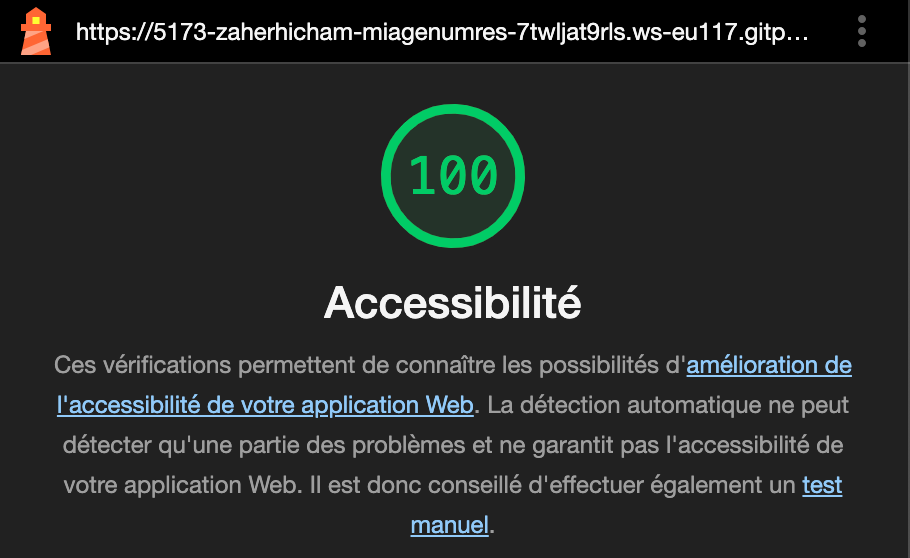 https://5173-zaherhicham-miagenumres-7twljat9rls.ws-eu117.gitp…
100
Accessibilité
Ces vérifications permettent de connaître les possibilités d'amélioration de
l'accessibilité de votre application Web. La détection automatique ne peut
détecter qu'une partie des problèmes et ne garantit pas l'accessibilité de
votre application Web. Il est donc conseillé d'effectuer également un test
manuel.